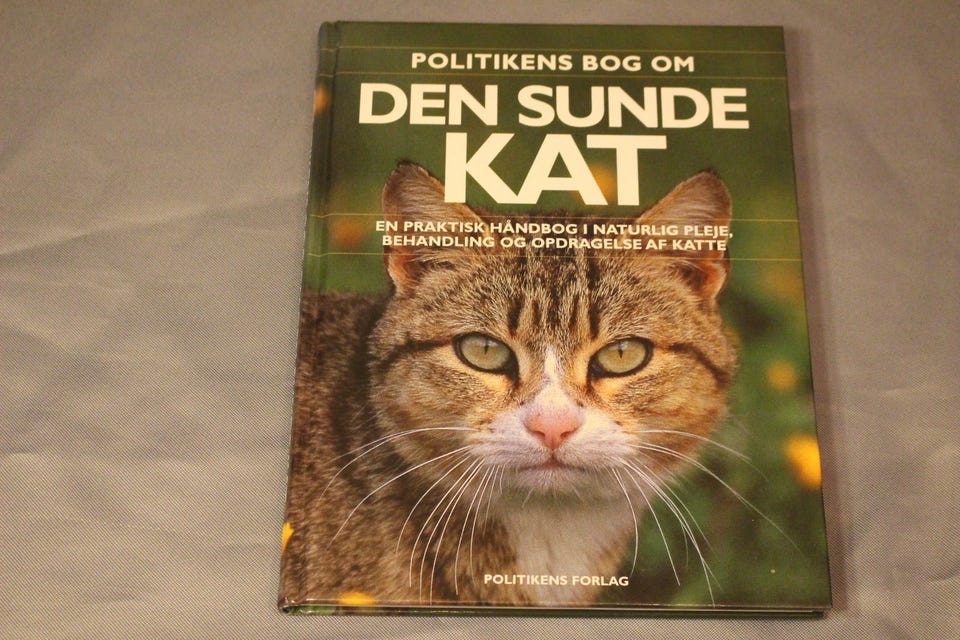 POLITIKENS BOG OM
DEN SUNDE
KAT
EN PRAKTISK HÅNDBOG I NATURLIG PLEJE,
BEHANDLING OG OPDRAGELSE AF KATTE
POLITIKENS FORLAG